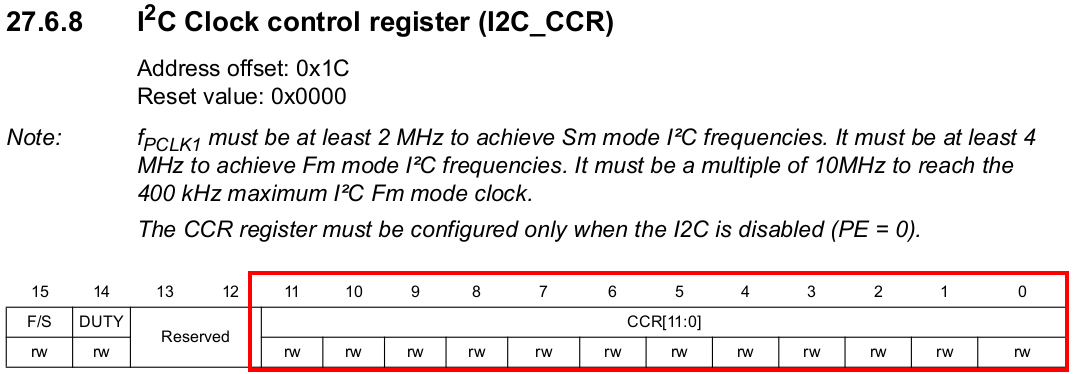 27.6.8 I2C Clock control register (I2C_CCR)
Address offset: 0x1C
Reset value: 0x0000
Note: fPCLK1 must be at least 2 MHz to achieve Sm mode I²C frequencies. It must be at least 4
MHz to achieve Fm mode I²C frequencies. It must be a multiple of 10MHz to reach the
400 kHz maximum I²C Fm mode clock.
The CCR register must be configured only when the I2C is disabled (PE = 0).
15 14 13 12 11 10 9 8 7 6 5 4 3 2 1 0
F/S DUTY Reserved CCR[11:0]
rw rw rw rw rw rw rw rw rw rw rw rw rw rw